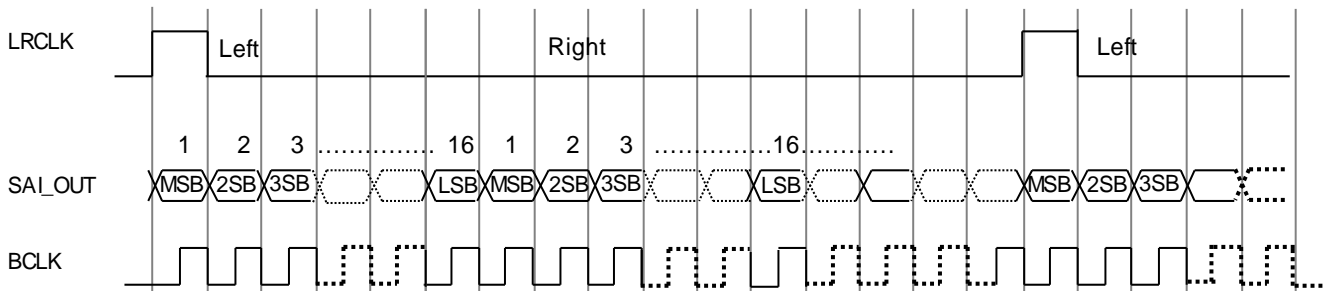 LRCLK Left Right Left
1 2 3 ............... 16 1 2 3 ...............16............
SAI_OUT MSB 2SB 3SB LSB MSB 2SB 3SB LSB MSB 2SB 3SB
BCLK